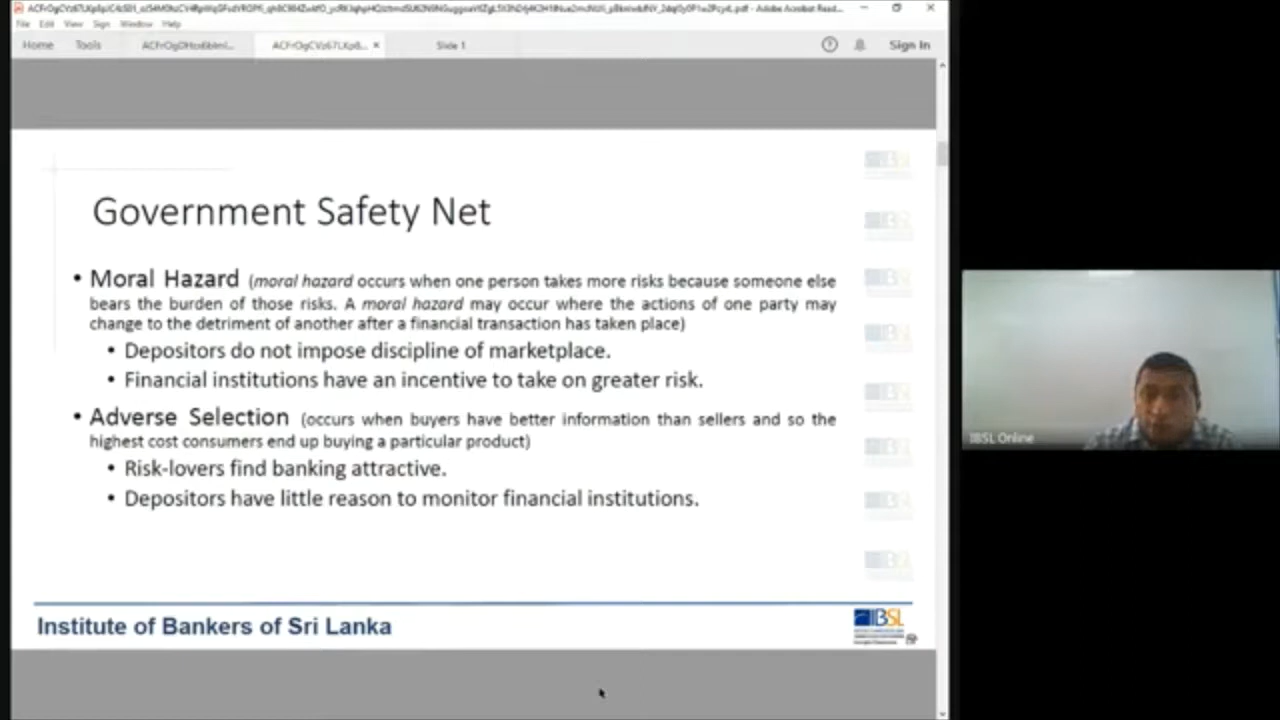 File Edit View Sign Window Help
Home Tools Slide 1 Sign In
Government Safety Net
• Moral Hazard (moral hazard occurs when one person takes more risks because someone else
bears the burden of those risks. A moral hazard may occur where the actions of one party may
change to the detriment of another after a financial transaction has taken place)
• Depositors do not impose discipline of marketplace.
• Financial institutions have an incentive to take on greater risk.
• Adverse Selection (occurs when buyers have better information than sellers and so the
highest cost consumers end up buying a particular product)
• Risk-lovers find banking attractive.
• Depositors have little reason to monitor financial institutions.
Institute of Bankers of Sri Lanka
IBSL
IBSL Online